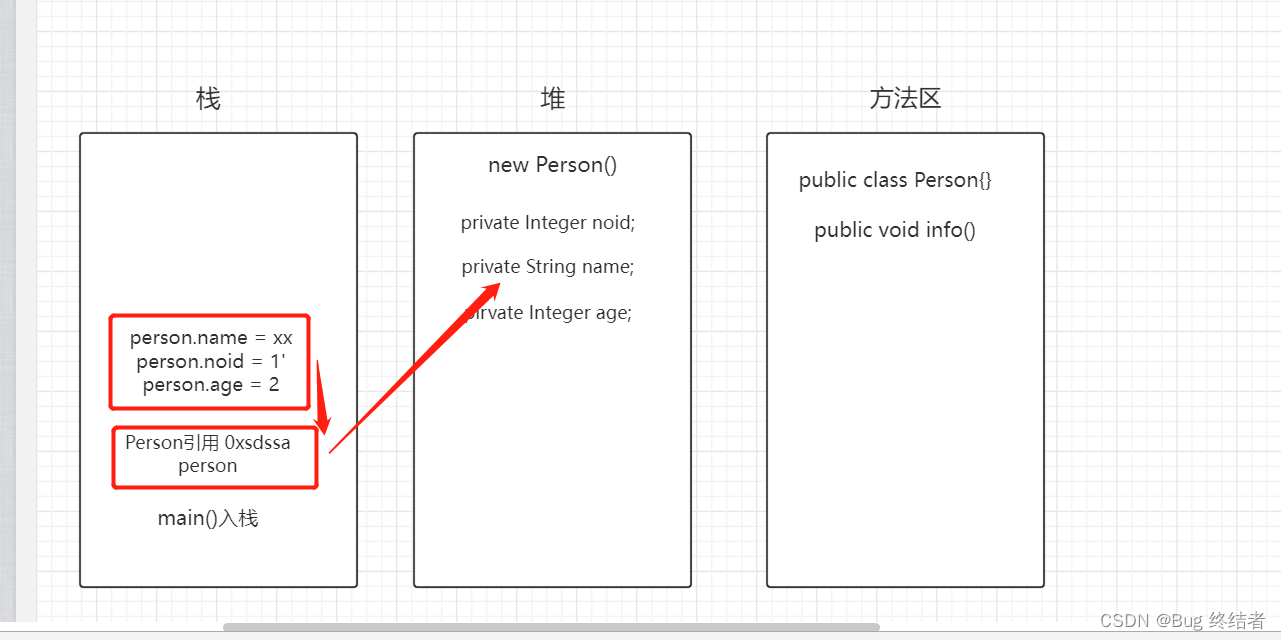 栈
堆
方法区
new Person()
private Integer noid;
private String name;
pirvate Integer age;
public class Person{}
public void info()
person.name = xx
person.noid = 1'
person.age = 2
Person引用 0xsdssa
person
main()入栈
CSDN @Bug 终结者